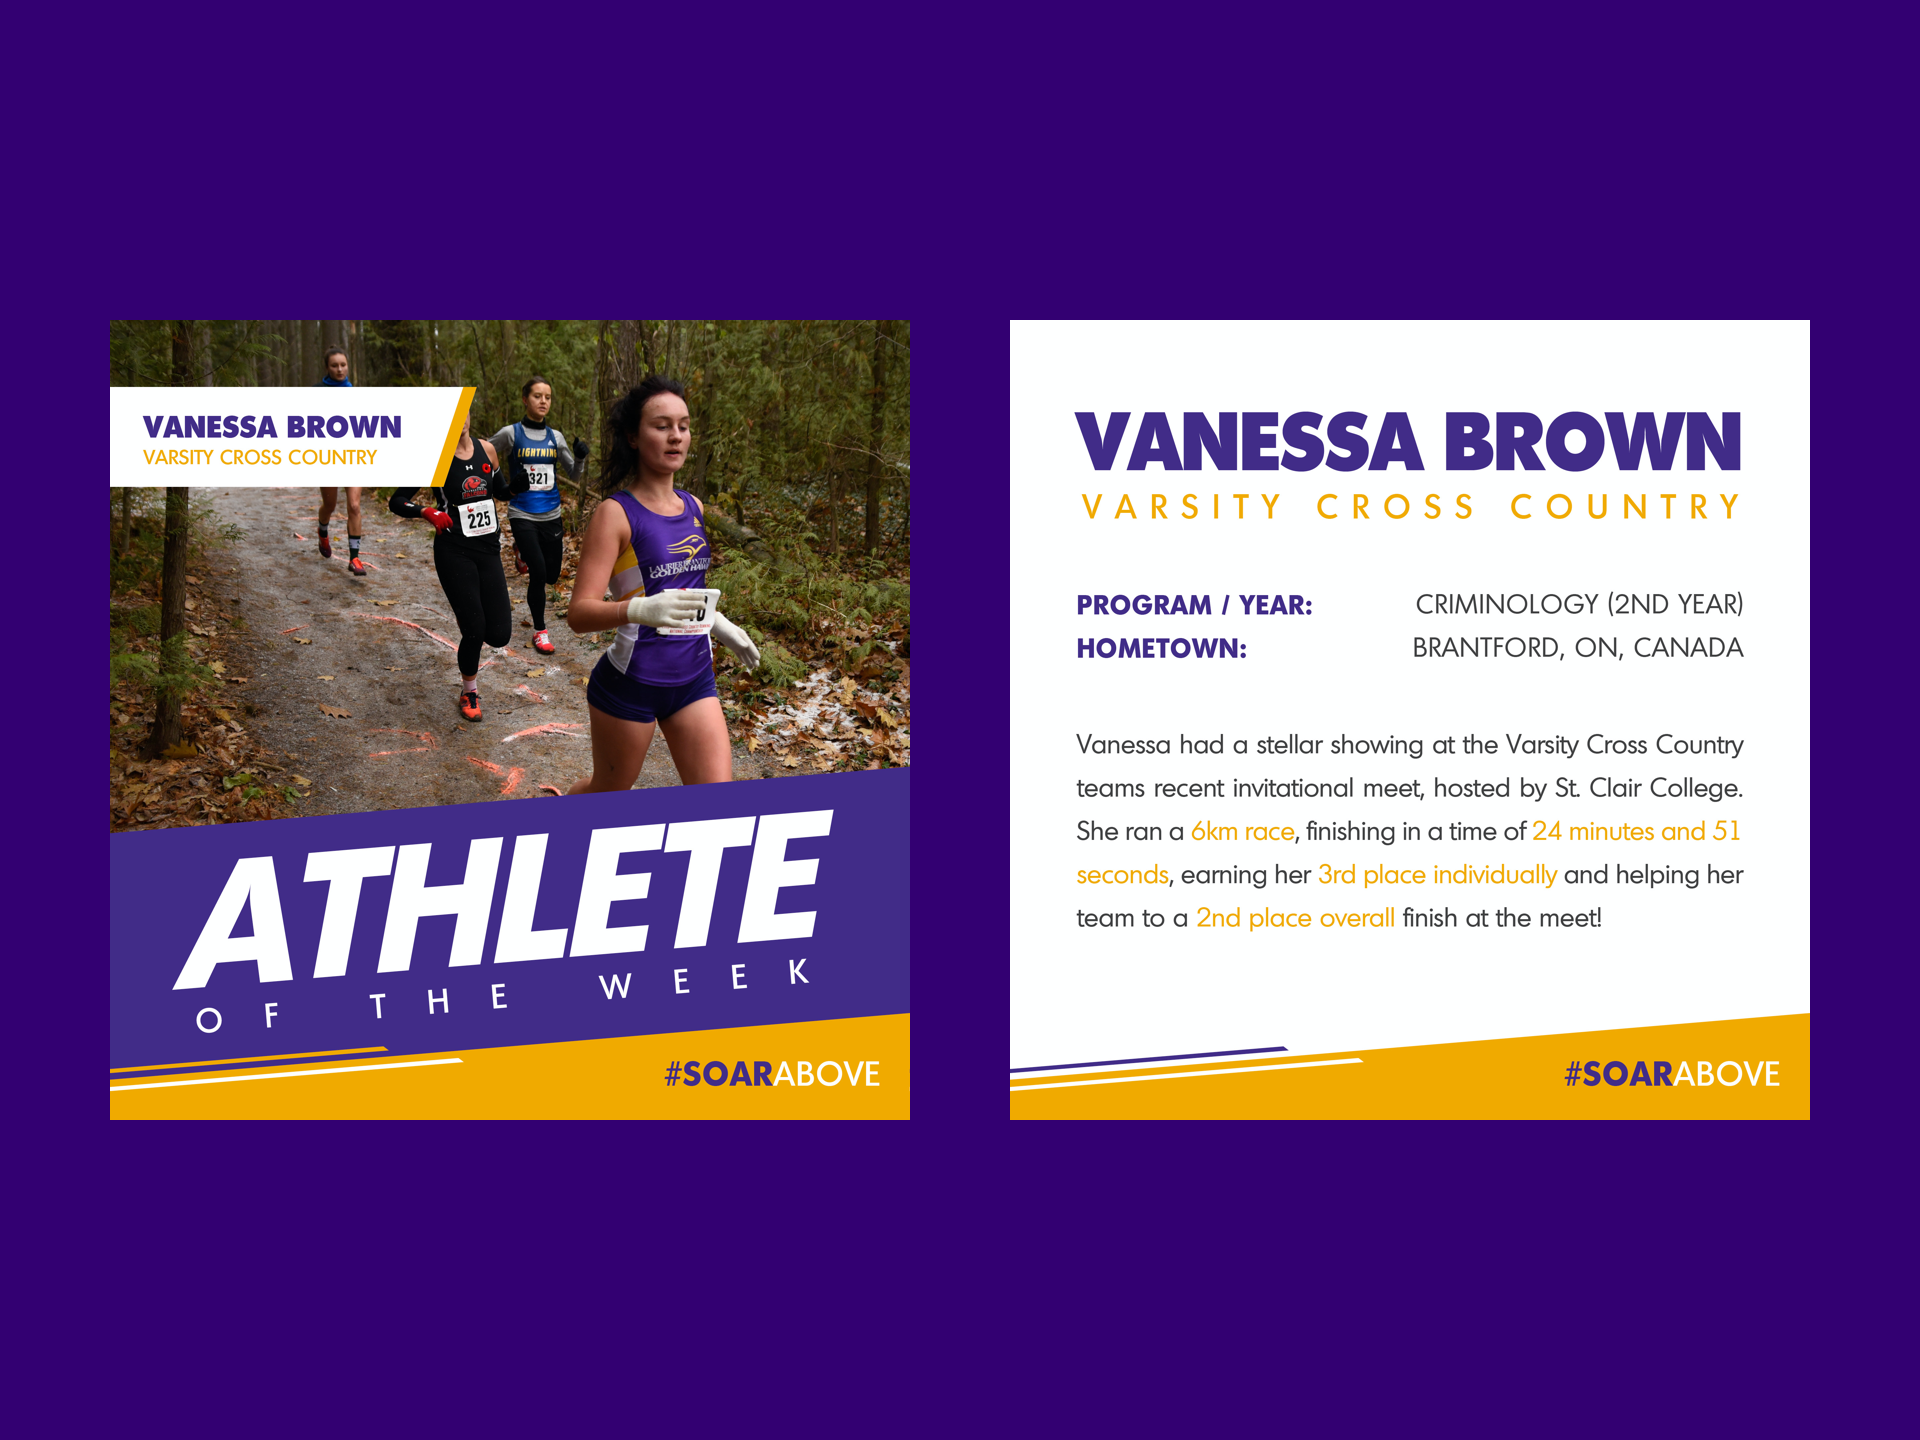 VANESSA BROWN
VARSITY CROSS COUNTRY
LIGHTNING
321
225
GOLDEN HAWKS
ATHLETE
OF THE WEEK
#SOARABOVE
VANESSA BROWN
VARSITY CROSS COUNTRY
PROGRAM / YEAR: CRIMINOLOGY (2ND YEAR)
HOMETOWN: BRANTFORD, ON, CANADA
Vanessa had a stellar showing at the Varsity Cross Country
teams recent invitational meet, hosted by St. Clair College.
She ran a 6km race, finishing in a time of 24 minutes and 51
seconds, earning her 3rd place individually and helping her
team to a 2nd place overall finish at the meet!
#SOARABOVE